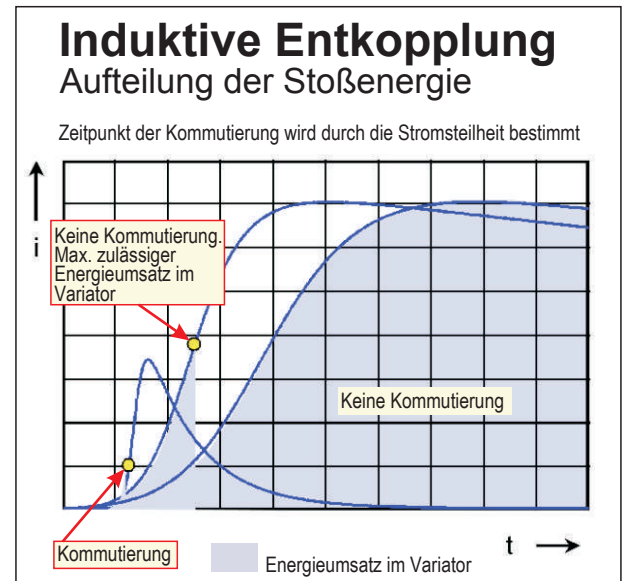 Induktive Entkopplung
Aufteilung der Stoßenergie
Zeitpunkt der Kommutierung wird durch die Stromsteilheit bestimmt
i
Keine Kommutierung.
Max. zulässiger
Energieumsatz im
Variator
Keine Kommutierung
Kommutierung
Energieumsatz im Variator
t